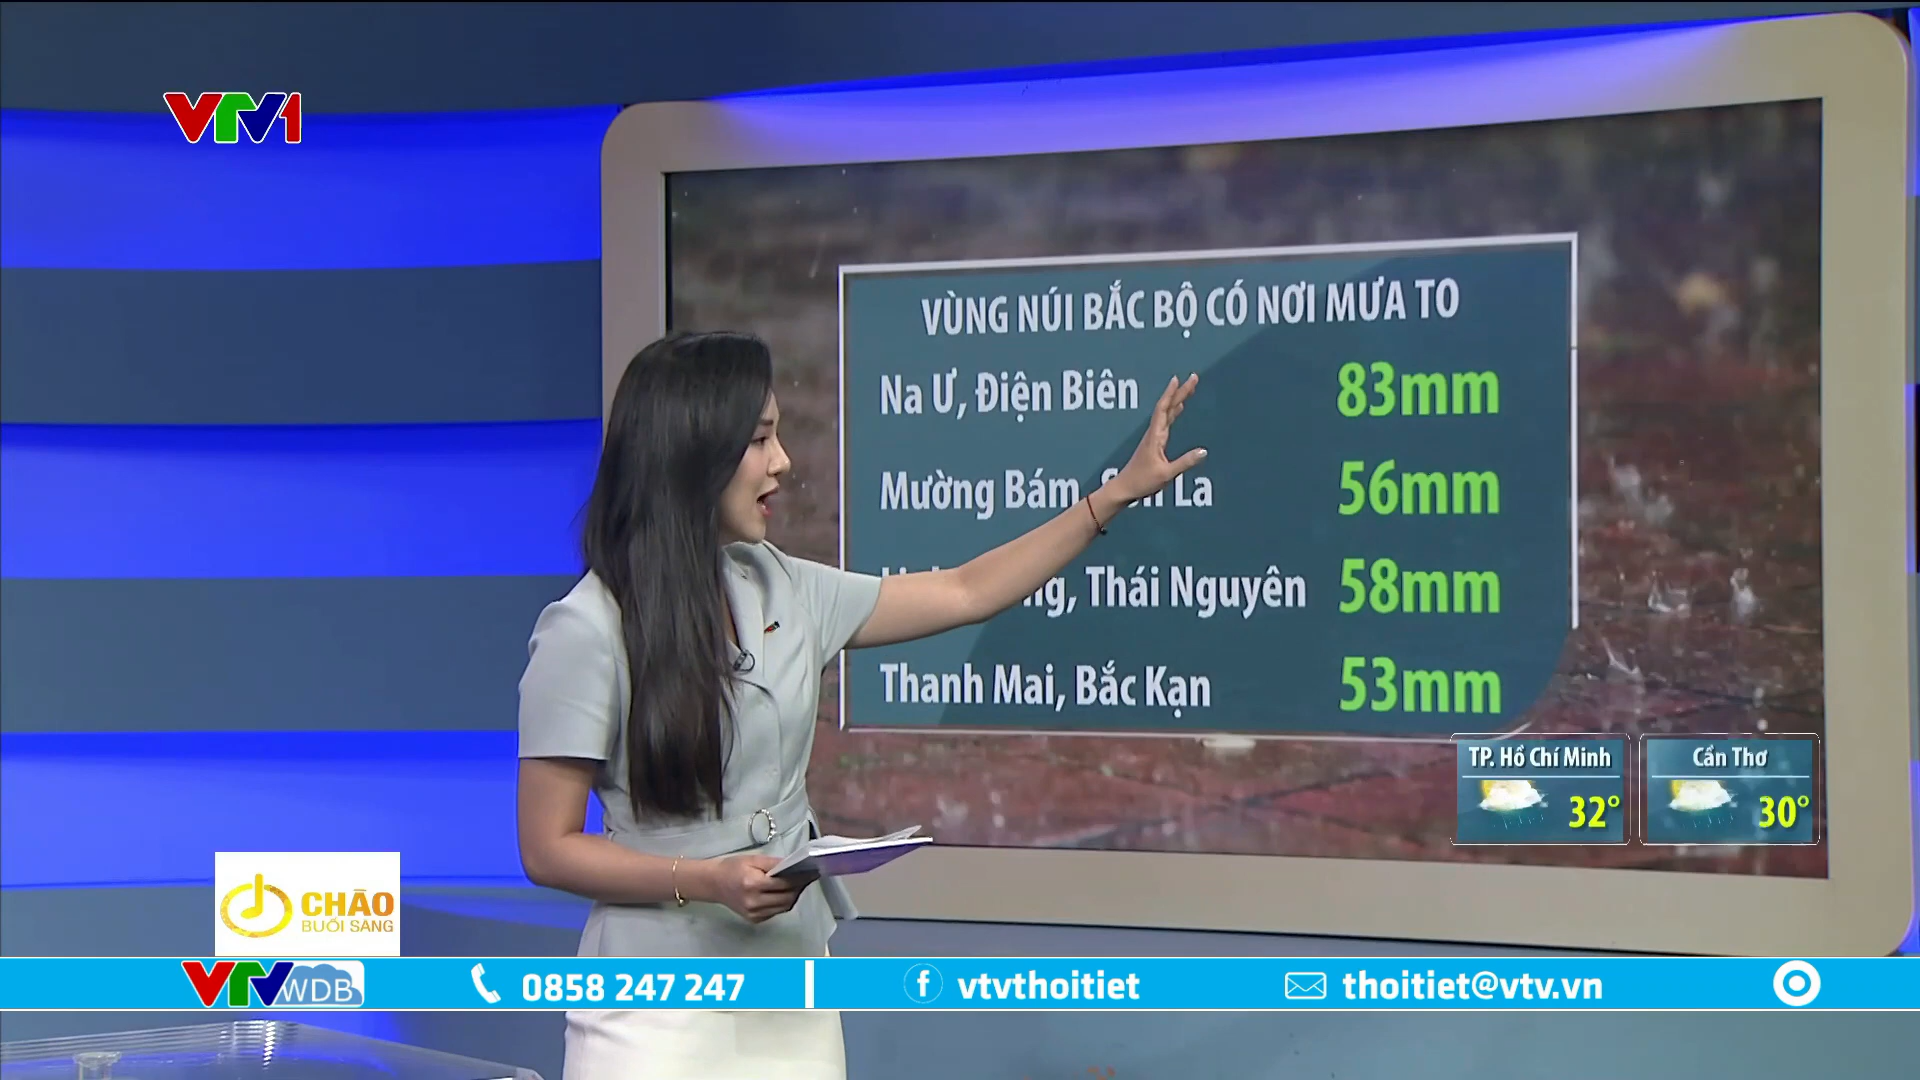 VTV1
VÙNG NÚI BẮC BỘ CÓ NƠI MƯA TO
Na Ư, Điện Biên 83mm
Mường Bám, Sơn La 56mm
Thái Nguyên 58mm
Thanh Mai, Bắc Kạn 53mm
TP. Hồ Chí Minh
32°
Cần Thơ
30°
CHÀO
BUỔI SÁNG
VTV WDB 0858 247 247 f vtvthoitiet thoitiet@vtv.vn